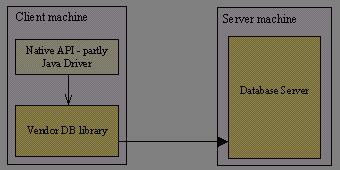 Client machine
Native API - partly
Java Driver
Vendor DB library
Server machine
Database Server